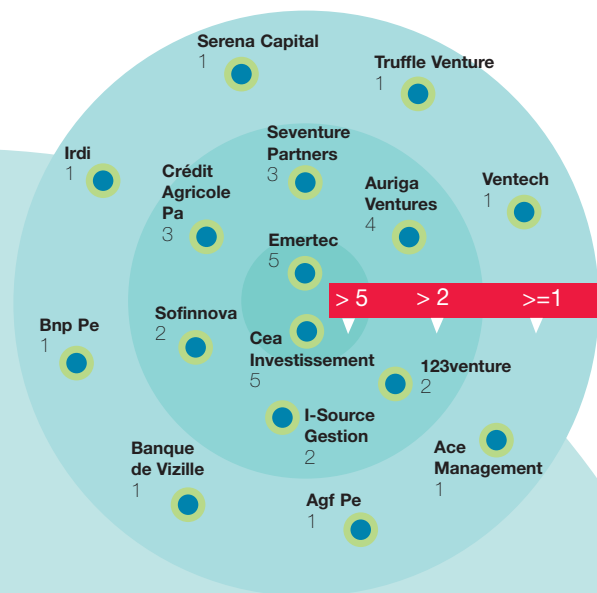 Serena Capital
1
Truffle Venture
1
Seventure
Partners
3
Irdi
1
Crédit
Agricole
Pa
3
Auriga
Ventures
4
Ventech
1
Emertec
5
> 5
> 2
>=1
Bnp Pe
1
Sofinnova
2
Cea
Investissement
5
123venture
2
I-Source
Gestion
2
Banque
de Vizille
1
Ace
Management
1
Agf Pe
1